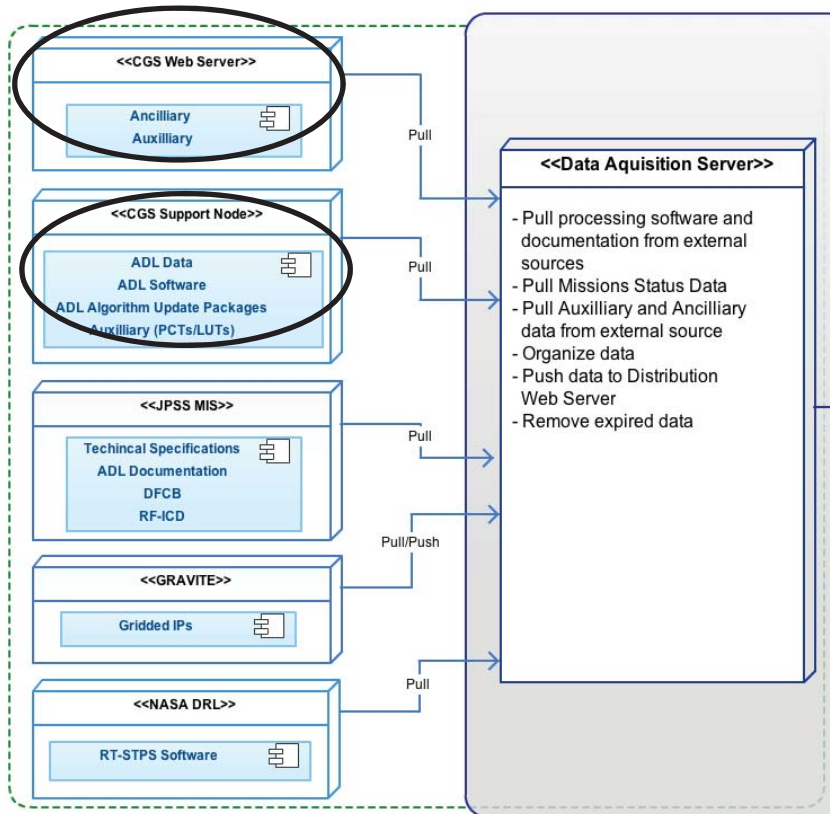 <<CGS Web Server>>
Ancilliary
Auxilliary
Pull
<<CGS Support Node>>
ADL Data
ADL Software
ADL Algorithm Update Packages
Auxilliary (PCTs/LUTs)
Pull
<<JPSS MIS>>
Techincal Specifications
ADL Documentation
DFCB
RF-ICD
Pull
<<GRAVITE>>
Gridded IPs
Pull/Push
<<NASA DRL>>
RT-STPS Software
Pull
<<Data Aquisition Server>>
- Pull processing software and
documentation from external
sources
- Pull Missions Status Data
- Pull Auxilliary and Ancilliary
data from external source
- Organize data
- Push data to Distribution
Web Server
- Remove expired data